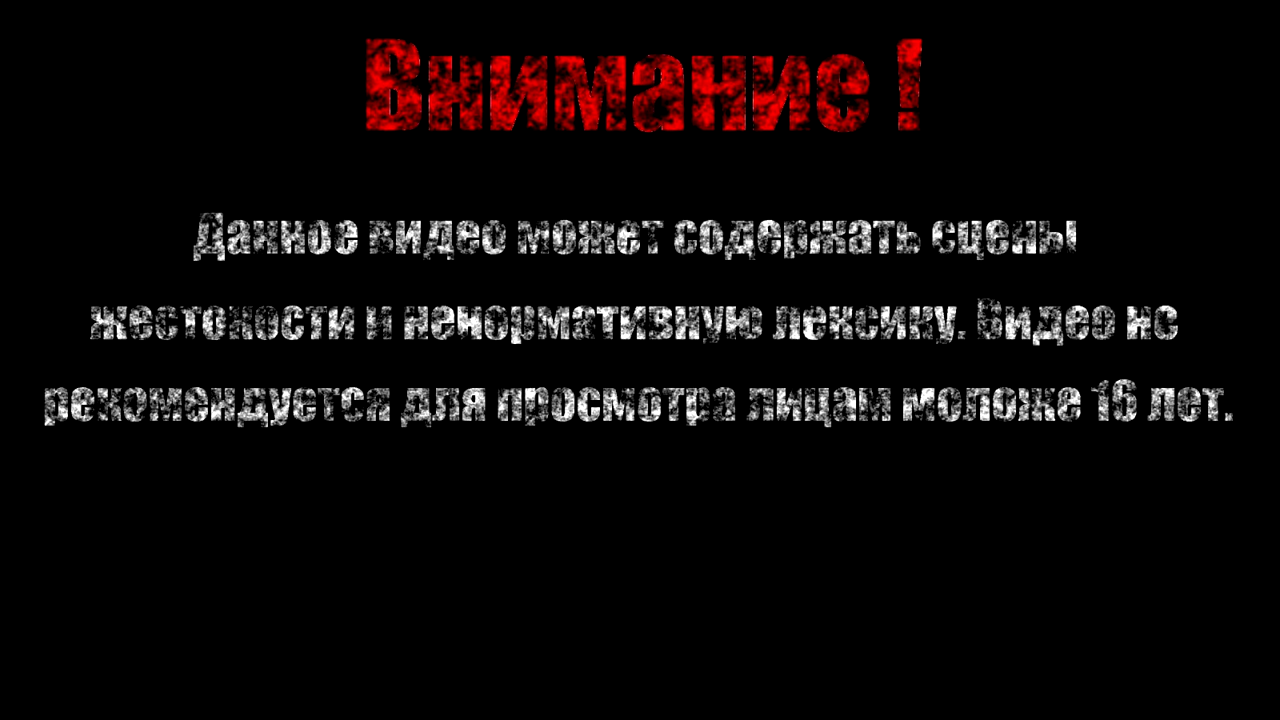 Внимание !
Данное видео может содержать сцены
жестокости и ненормативную лексику. Видео не
рекомендуется для просмотра лицам моложе 16 лет.